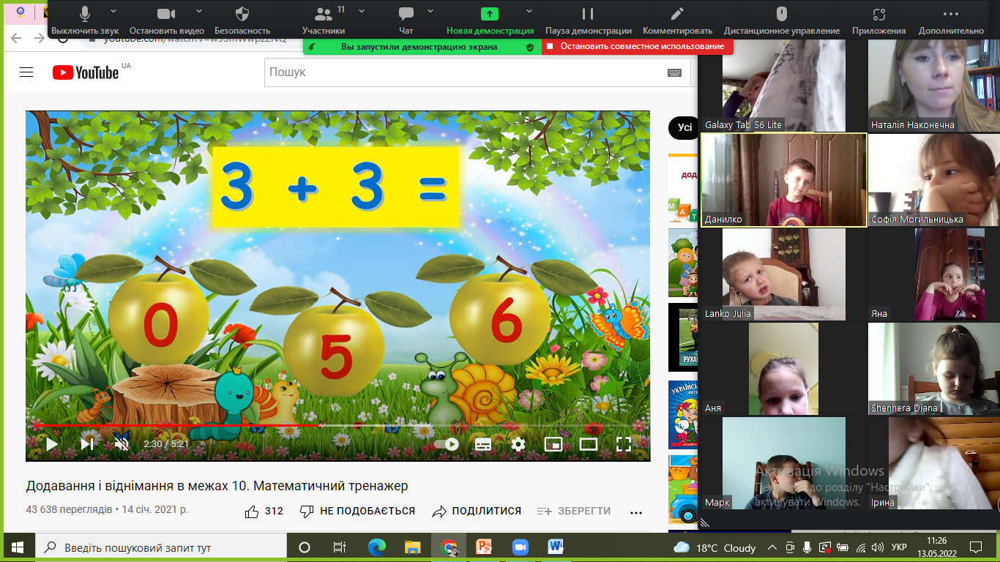 11
Выключить звук
Остановить видео
Безопасность
Участники
Чат
Новая демонстрация
Пауза демонстрации
Комментировать
Дистанционное управление
Приложения
Дополнительно
Вы запустили демонстрацию экрана
Остановить совместное использование
YouTube UA
Пошук
Усі
3 + 3 =
0
5
6
2:30 / 5:21
Додавання і віднімання в межах 10. Математичний тренажер
43 638 переглядів • 14 січ. 2021 р.
312
НЕ ПОДОБАЄТЬСЯ
ПОДІЛИТИСЯ
ЗБЕРЕГТИ
Galaxy Tab S6 Lite
Наталія Наконечна
Данилко
Софія Могильницька
Lanko Julia
Яна
Аня
Shenhera Diana
Марк
Ірина
Активація Windows
Перейдіть до розділу "Настройки", щоб
активувати Windows.
Введіть пошуковий запит тут
18°C Cloudy
УКР
11:26
13.05.2022